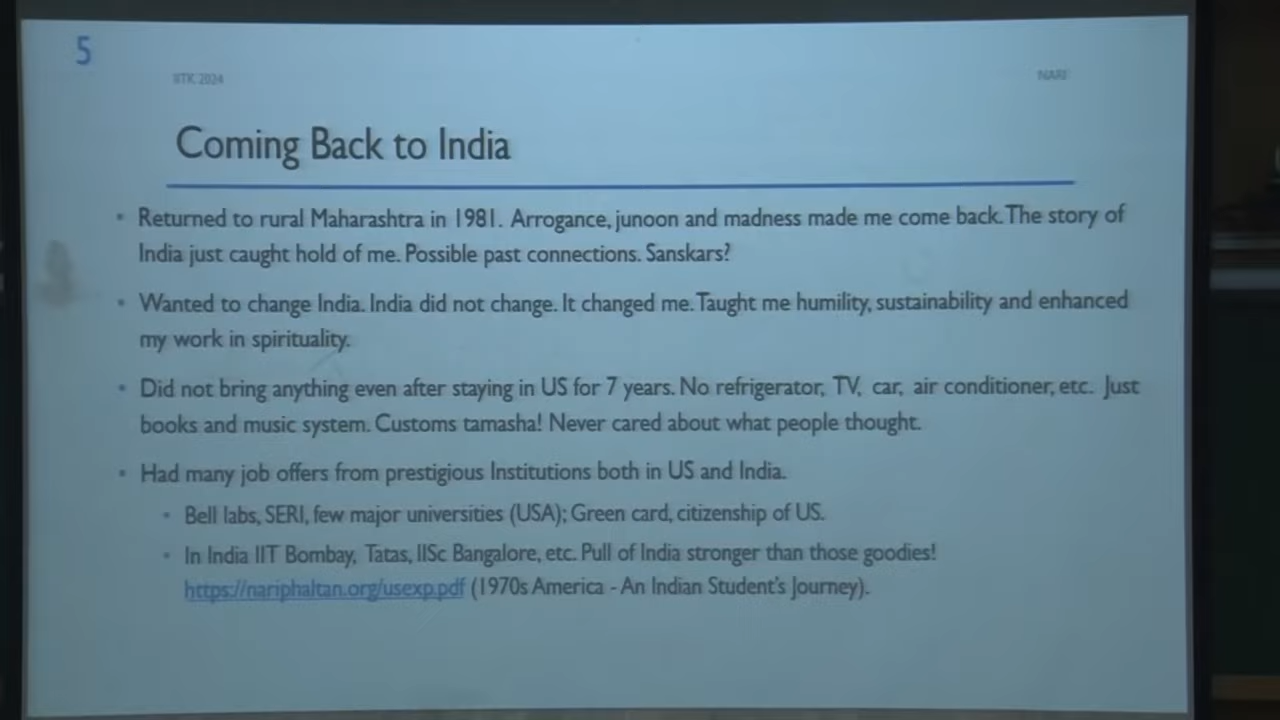 5
IITK 2024
NARI
Coming Back to India
• Returned to rural Maharashtra in 1981. Arrogance, junoon and madness made me come back. The story of
India just caught hold of me. Possible past connections. Sanskars?
• Wanted to change India. India did not change. It changed me. Taught me humility, sustainability and enhanced
my work in spirituality.
• Did not bring anything even after staying in US for 7 years. No refrigerator, TV, car, air conditioner, etc. Just
books and music system. Customs tamasha! Never cared about what people thought.
• Had many job offers from prestigious Institutions both in US and India.
• Bell labs, SERI, few major universities (USA); Green card, citizenship of US.
• In India IIT Bombay, Tatas, IISc Bangalore, etc. Pull of India stronger than those goodies!
https://nariphaltan.org/usexp.pdf (1970s America - An Indian Student's Journey).